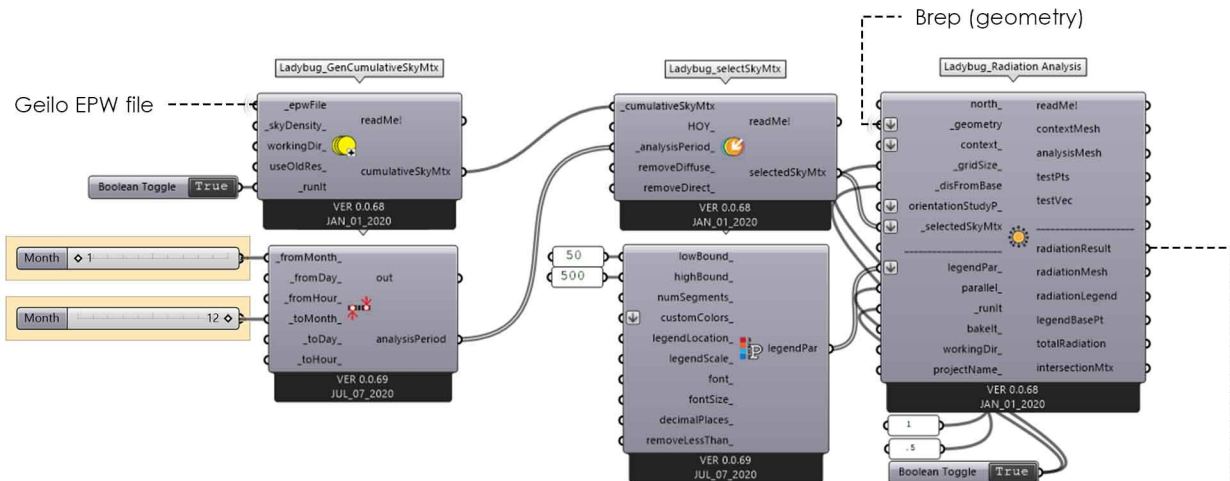 Brep (geometry)
Geilo EPW file
Ladybug_GenCumulativeSkyMtx
_epwFile
_skyDensity_
workingDir_
useOldRes_
_runIt
readMe!
cumulativeSkyMtx
VER 0.0.68
JAN_01_2020
Boolean Toggle True
Month 1
Month 12
_fromMonth_
_fromDay_
_fromHour_
_toMonth_
_toDay_
_toHour_
out
analysisPeriod
VER 0.0.69
JUL_07_2020
Ladybug_selectSkyMtx
_cumulativeSkyMtx
HOY_
_analysisPeriod_
removeDiffuse_
removeDirect_
readMe!
selectedSkyMtx
VER 0.0.68
JAN_01_2020
50
500
lowBound_
highBound_
numSegments_
customColors_
legendLocation_
legendScale_
font_
fontSize_
decimalPlaces_
removeLessThan_
legendPar
VER 0.0.69
JUL_07_2020
Ladybug_Radiation Analysis
north_
_geometry
context_
_gridSize_
_disFromBase
orientationStudyP_
_selectedSkyMtx
legendPar_
parallel_
_runIt
bakeIt_
workingDir_
projectName_
readMe!
contextMesh
analysisMesh
testPts
testVec
radiationResult
radiationMesh
radiationLegend
legendBasePt
totalRadiation
intersectionMtx
VER 0.0.68
JAN_01_2020
1
.5
Boolean Toggle True